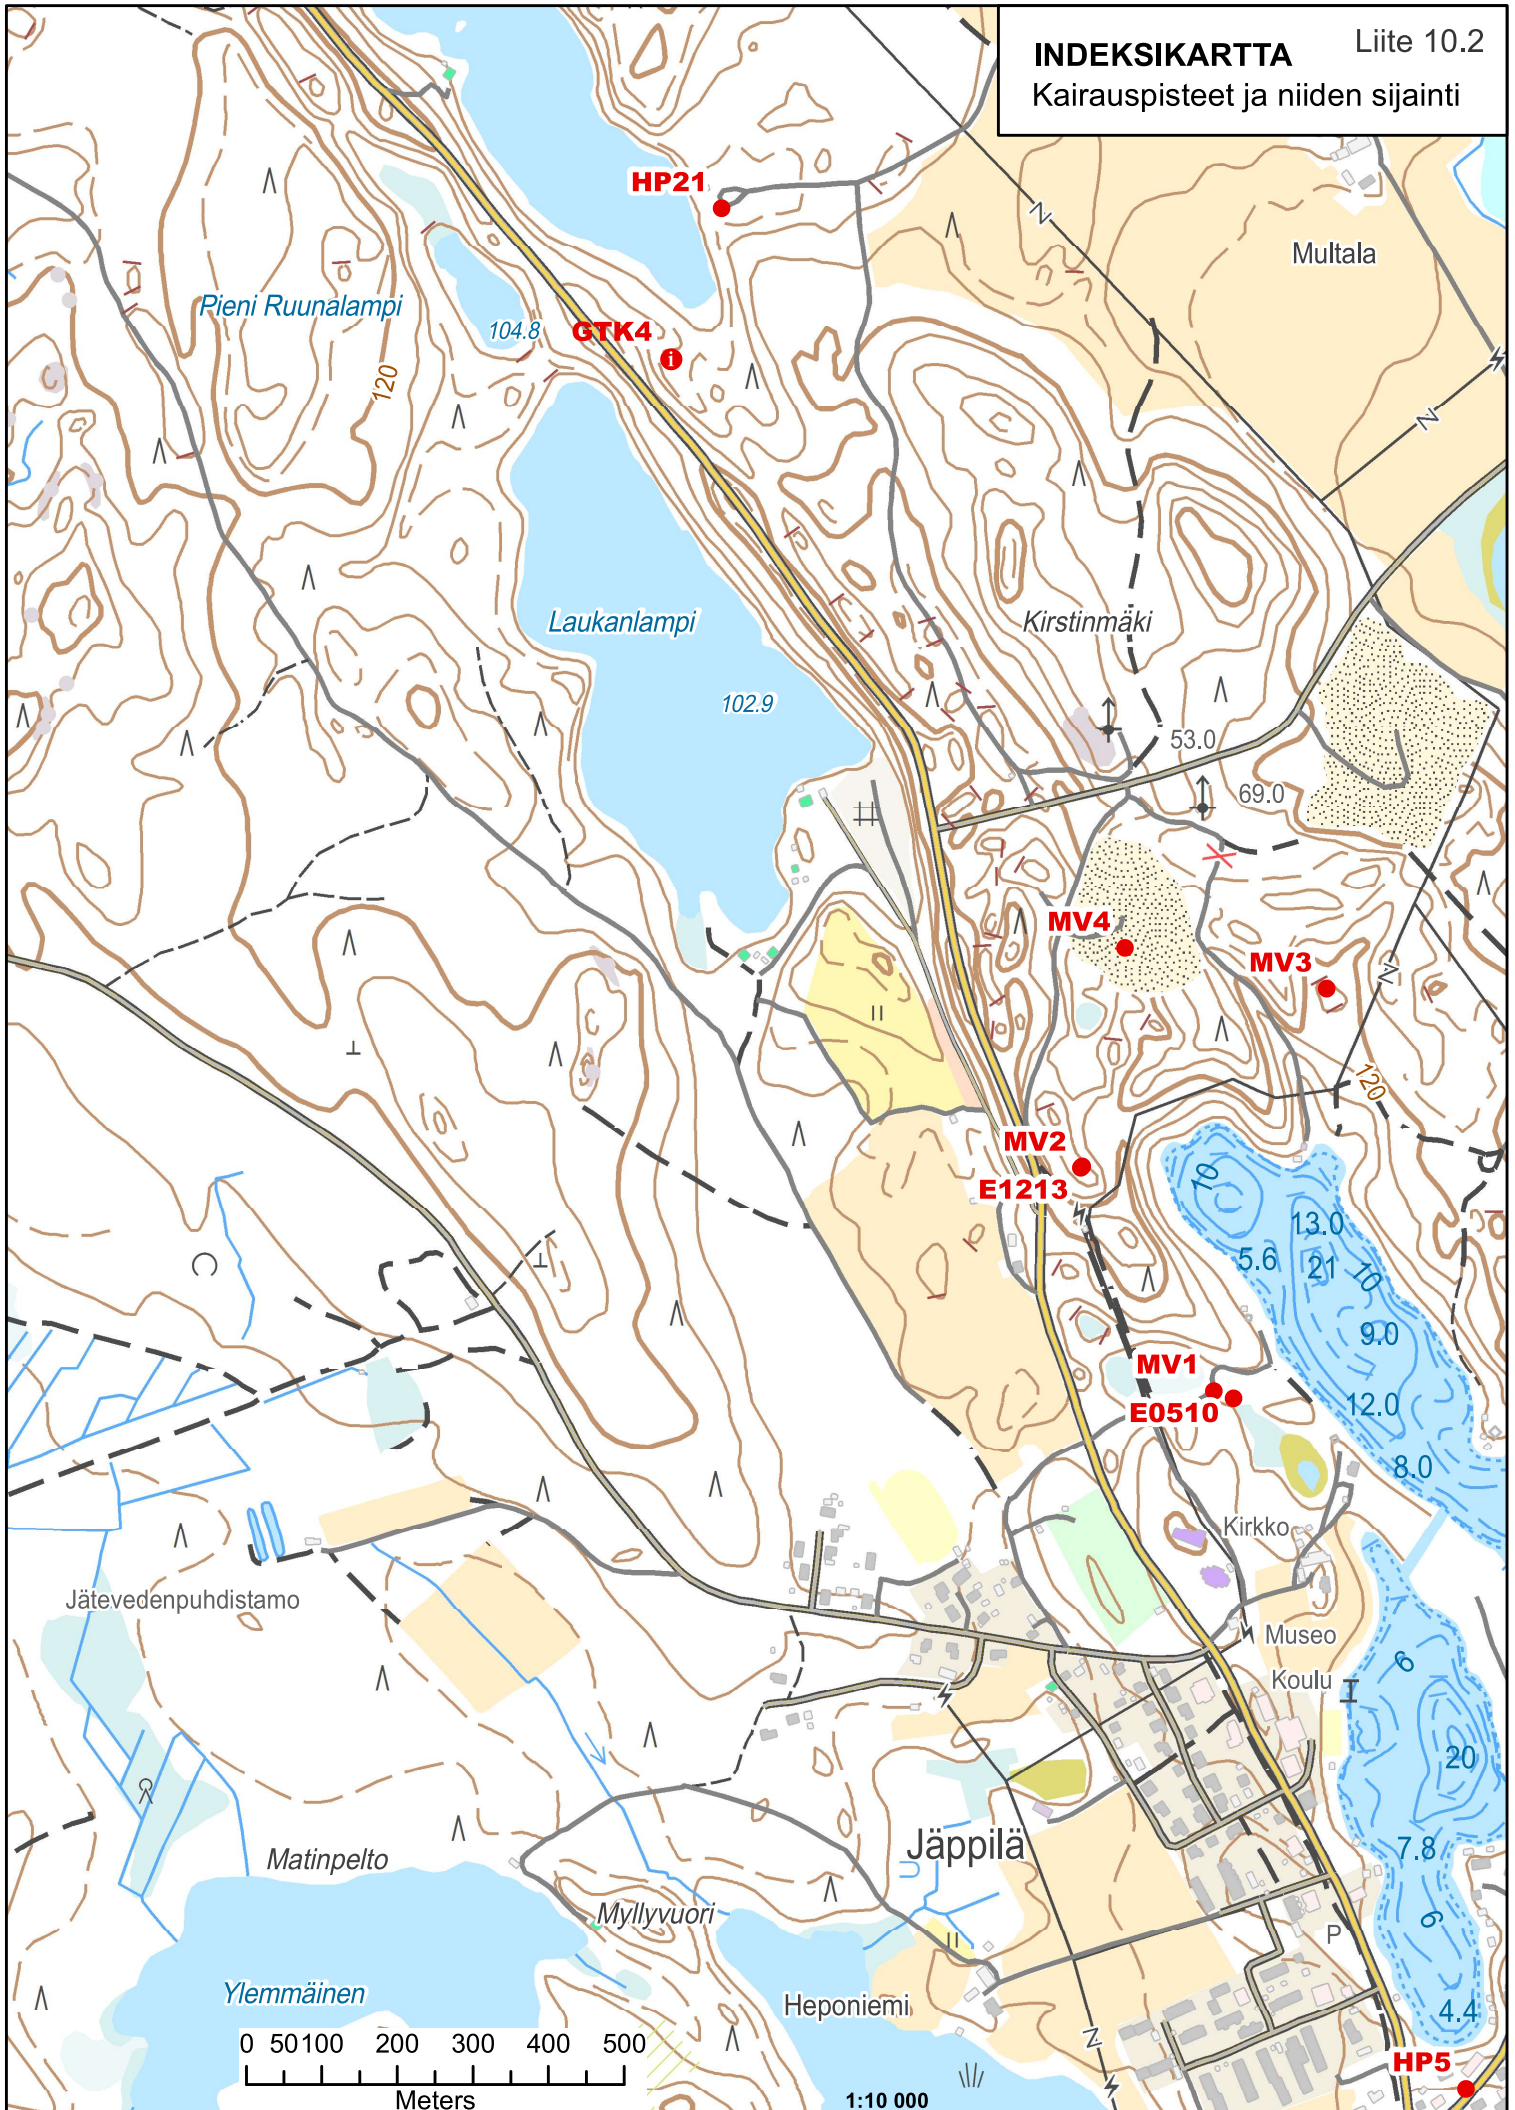 INDEKSIKARTTA Liite 10.2
Kairauspisteet ja niiden sijainti
HP21
Multala
Pieni Ruunalampi
104.8
GTK4
i
120
Laukanlampi
Kirstinmäki
102.9
53.0
69.0
MV4
MV3
120
MV2
E1213
10
13.0
5.6
21
10
9.0
MV1
12.0
E0510
8.0
Kirkko
Jätevedenpuhdistamo
Museo
6
Koulu
20
7.8
Jäppilä
Matinpelto
Myllyvuori
6
P
Ylemmäinen
Heponiemi
4.4
0 50 100 200 300 400 500
Meters
HP5
1:10 000